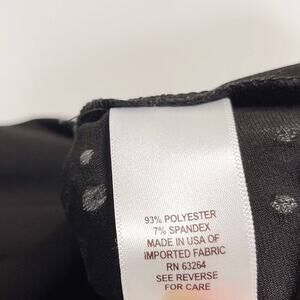 93% POLYESTER
7% SPANDEX
MADE IN USA OF
IMPORTED FABRIC
RN 63264
SEE REVERSE
FOR CARE